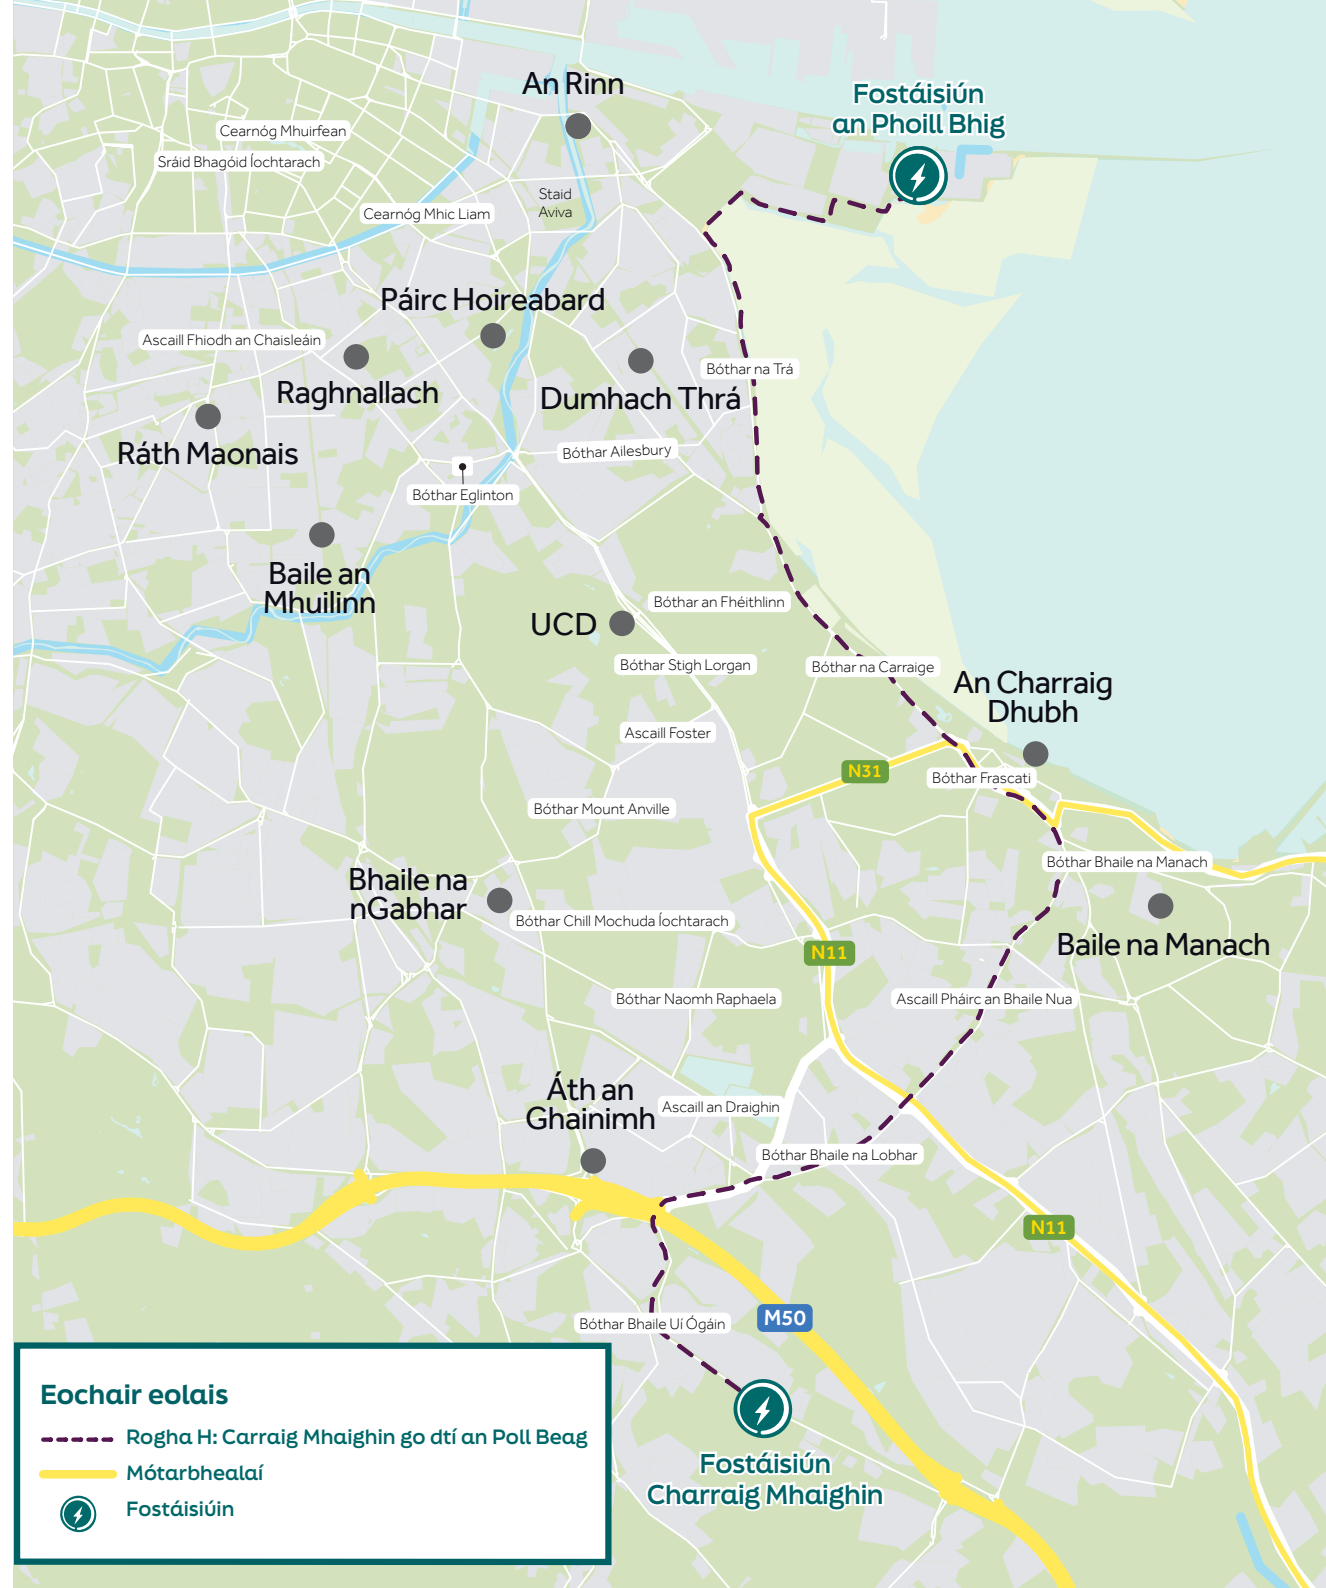 An Rinn
Fostáisiún
an Phoill Bhig
Cearnóg Mhuirfean
Sráid Bhagóid Íochtarach
Staid
Aviva
Cearnóg Mhic Liam
Páirc Hoireabard
Ascaill Fhiodh an Chaisleáin
Raghnallach
Bóthar na Trá
Dumhach Thrá
Ráth Maonais
Bóthar Ailesbury
Bóthar Eglinton
Baile an
Mhuilinn
Bóthar an Fhéithlinn
UCD
Bóthar Stigh Lorgan
Bóthar na Carraige
An Charraig
Dhubh
Ascaill Foster
N31
Bóthar Frascati
Bóthar Mount Anville
Bóthar Bhaile na Manach
Bhaile na
nGabhar
Bóthar Chill Mochuda Íochtarach
Baile na Manach
N11
Bóthar Naomh Raphaela
Ascaill Pháirc an Bhaile Nua
Áth an
Ghainimh
Ascaill an Draighin
Bóthar Bhaile na Lobhar
N11
M50
Bóthar Bhaile Uí Ógáin
Fostáisiún
Charraig Mhaighin
Eochair eolais
Rogha H: Carraig Mhaighin go dtí an Poll Beag
Mótarbhealaí
Fostáisiúin